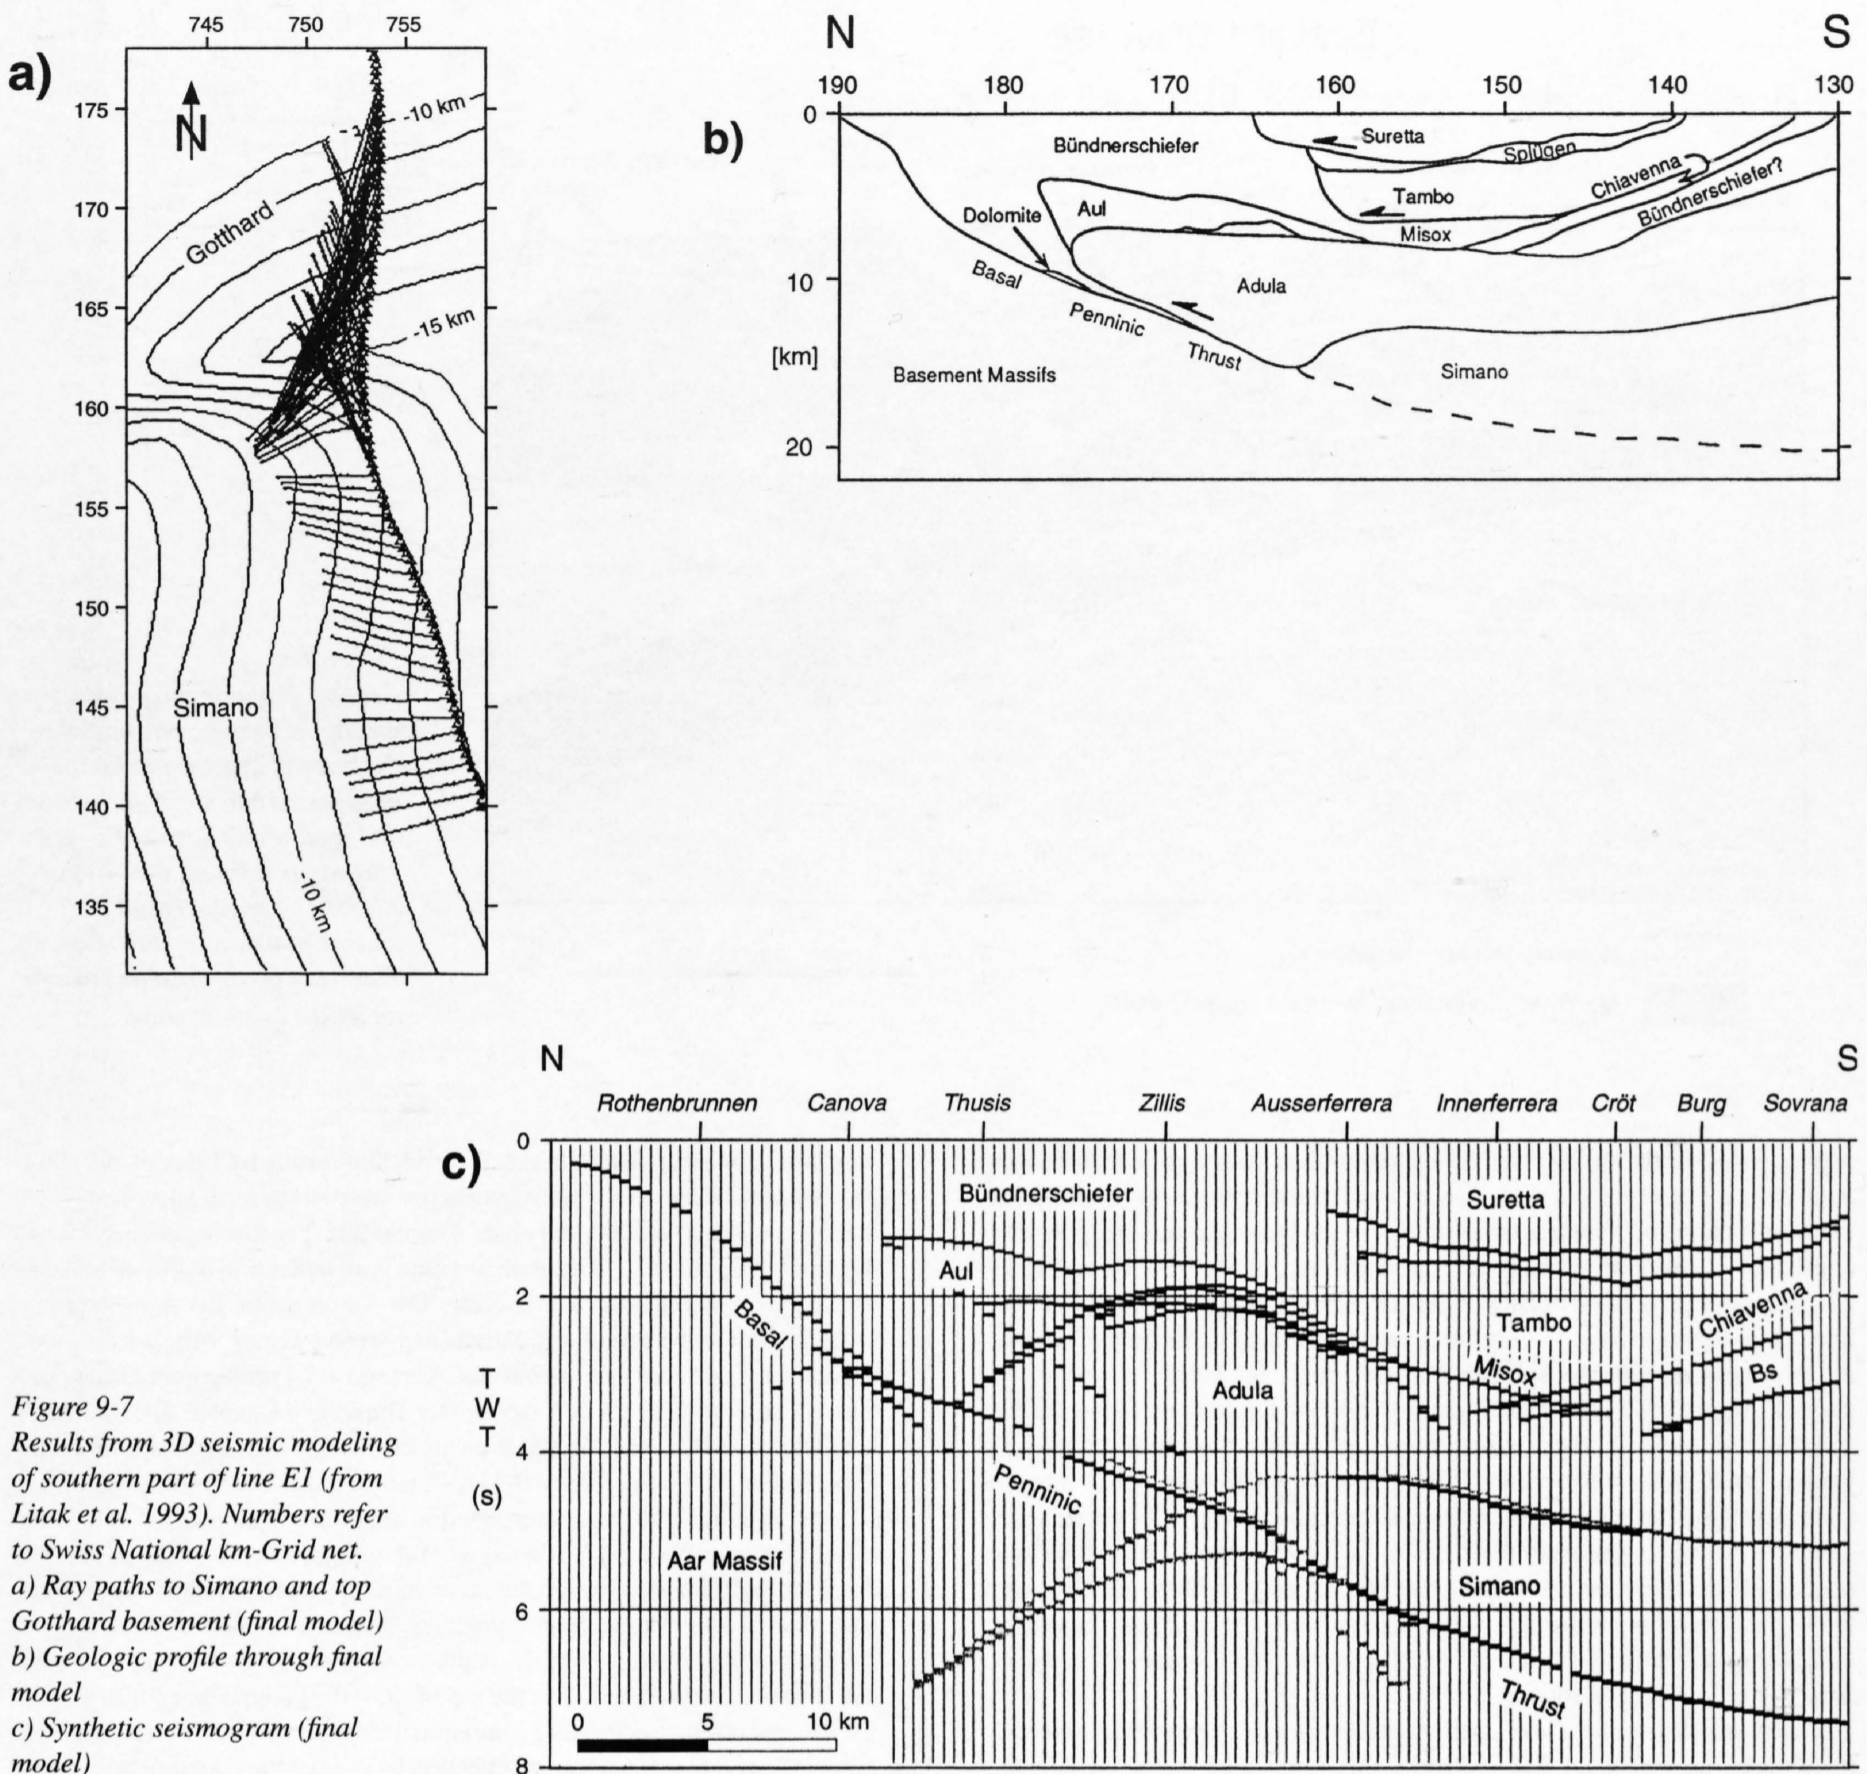 a)
745 750 755
N
175
170
165
160
155
150
145
140
135
-10 km
Gotthard
-15 km
Simano
-10 km
b)
N S
190 180 170 160 150 140 130
0
10
[km]
20
Bündnerschiefer
Suretta
Splügen
Chiavenna
Bündnerschiefer?
Tambo
Aul
Dolomite
Misox
Adula
Basal
Penninic
Thrust
Basement Massifs
Simano
N S
Rothenbrunnen Canova Thusis Zillis Ausserferrera Innerferrera Cröt Burg Sovrana
c)
0
2
4
6
8
T
W
T
(s)
Bündnerschiefer
Suretta
Aul
Basal
Tambo
Chiavenna
Misox
Bs
Adula
Penninic
Aar Massif
Simano
Thrust
0 5 10 km
Figure 9-7
Results from 3D seismic modeling
of southern part of line E1 (from
Litak et al. 1993). Numbers refer
to Swiss National km-Grid net.
a) Ray paths to Simano and top
Gotthard basement (final model)
b) Geologic profile through final
model
c) Synthetic seismogram (final
model)